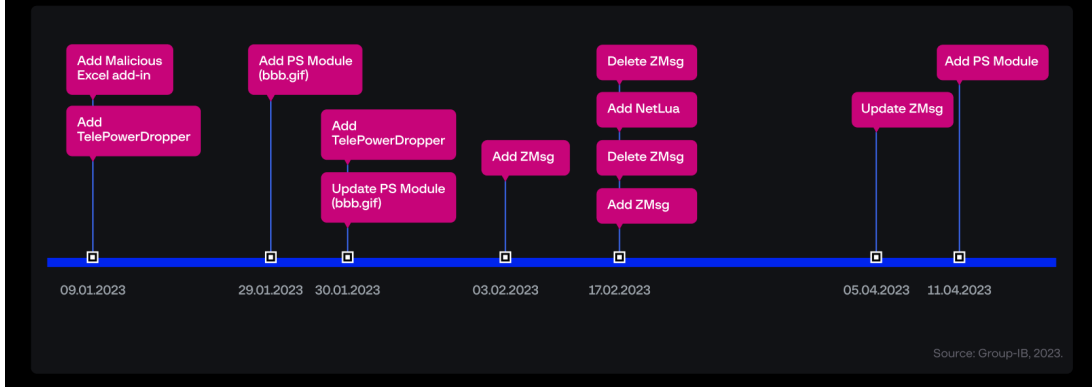 Add Malicious
Excel add-in
Add
TelePowerDropper
Add PS Module
(bbb.gif)
Add
TelePowerDropper
Update PS Module
(bbb.gif)
Add ZMsg
Delete ZMsg
Add NetLua
Delete ZMsg
Add ZMsg
Update ZMsg
Add PS Module
09.01.2023
29.01.2023
30.01.2023
03.02.2023
17.02.2023
05.04.2023
11.04.2023
Source: Group-IB, 2023.